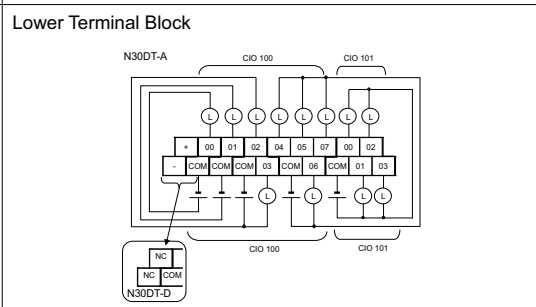 Lower Terminal Block
N30DT-A
CIO 100 CIO 101
L L L L L L L L
+ 00 01 02 04 05 07 00 02
- COM COM COM 03 COM 06 COM 01 03
L L L L
CIO 100 CIO 101
NC
NC COM
N30DT-D